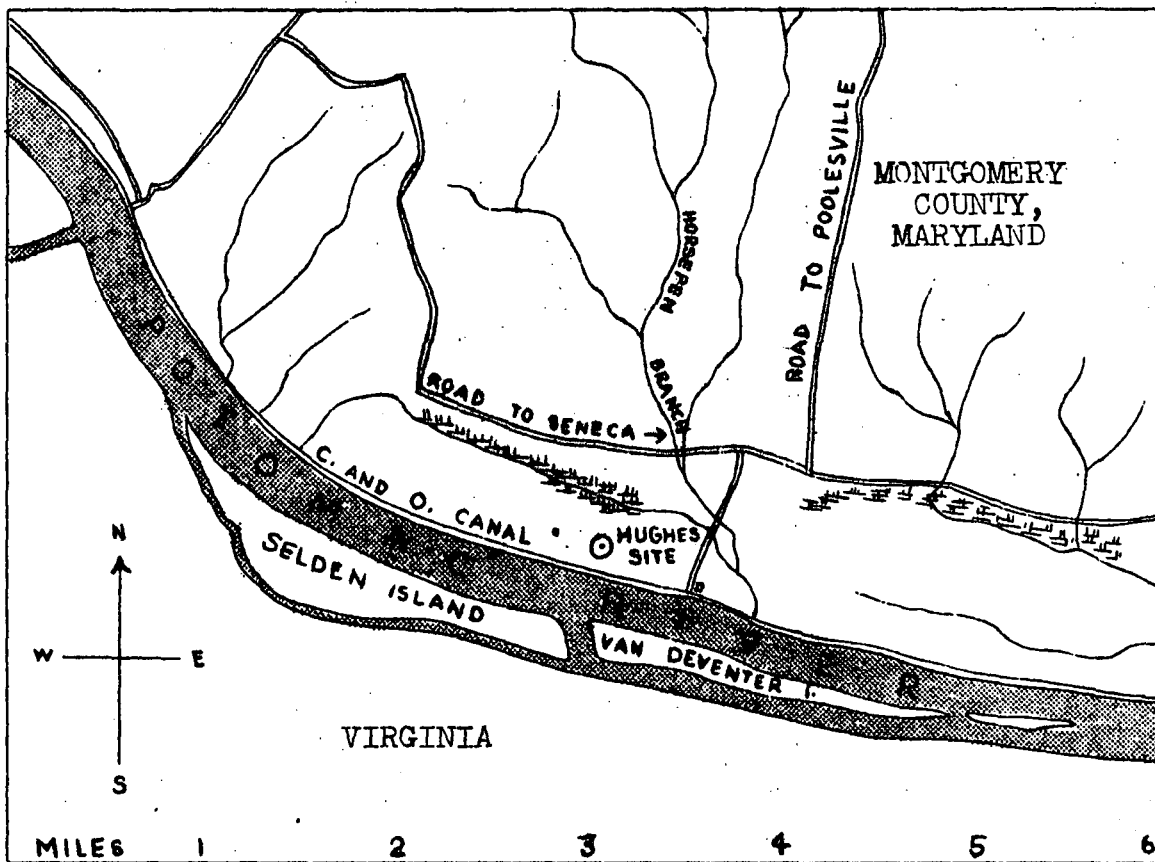 ROAD TO POOLESVILLE
MONTGOMERY
COUNTY,
MARYLAND
HORSEPEN
BRANCH
ROAD TO SENECA →
POTOMAC RIVER
C. AND O. CANAL
HUGHES
SITE
SELDEN ISLAND
VAN DEVENTER I.
N
W E
S
VIRGINIA
MILES 1 2 3 4 5 6